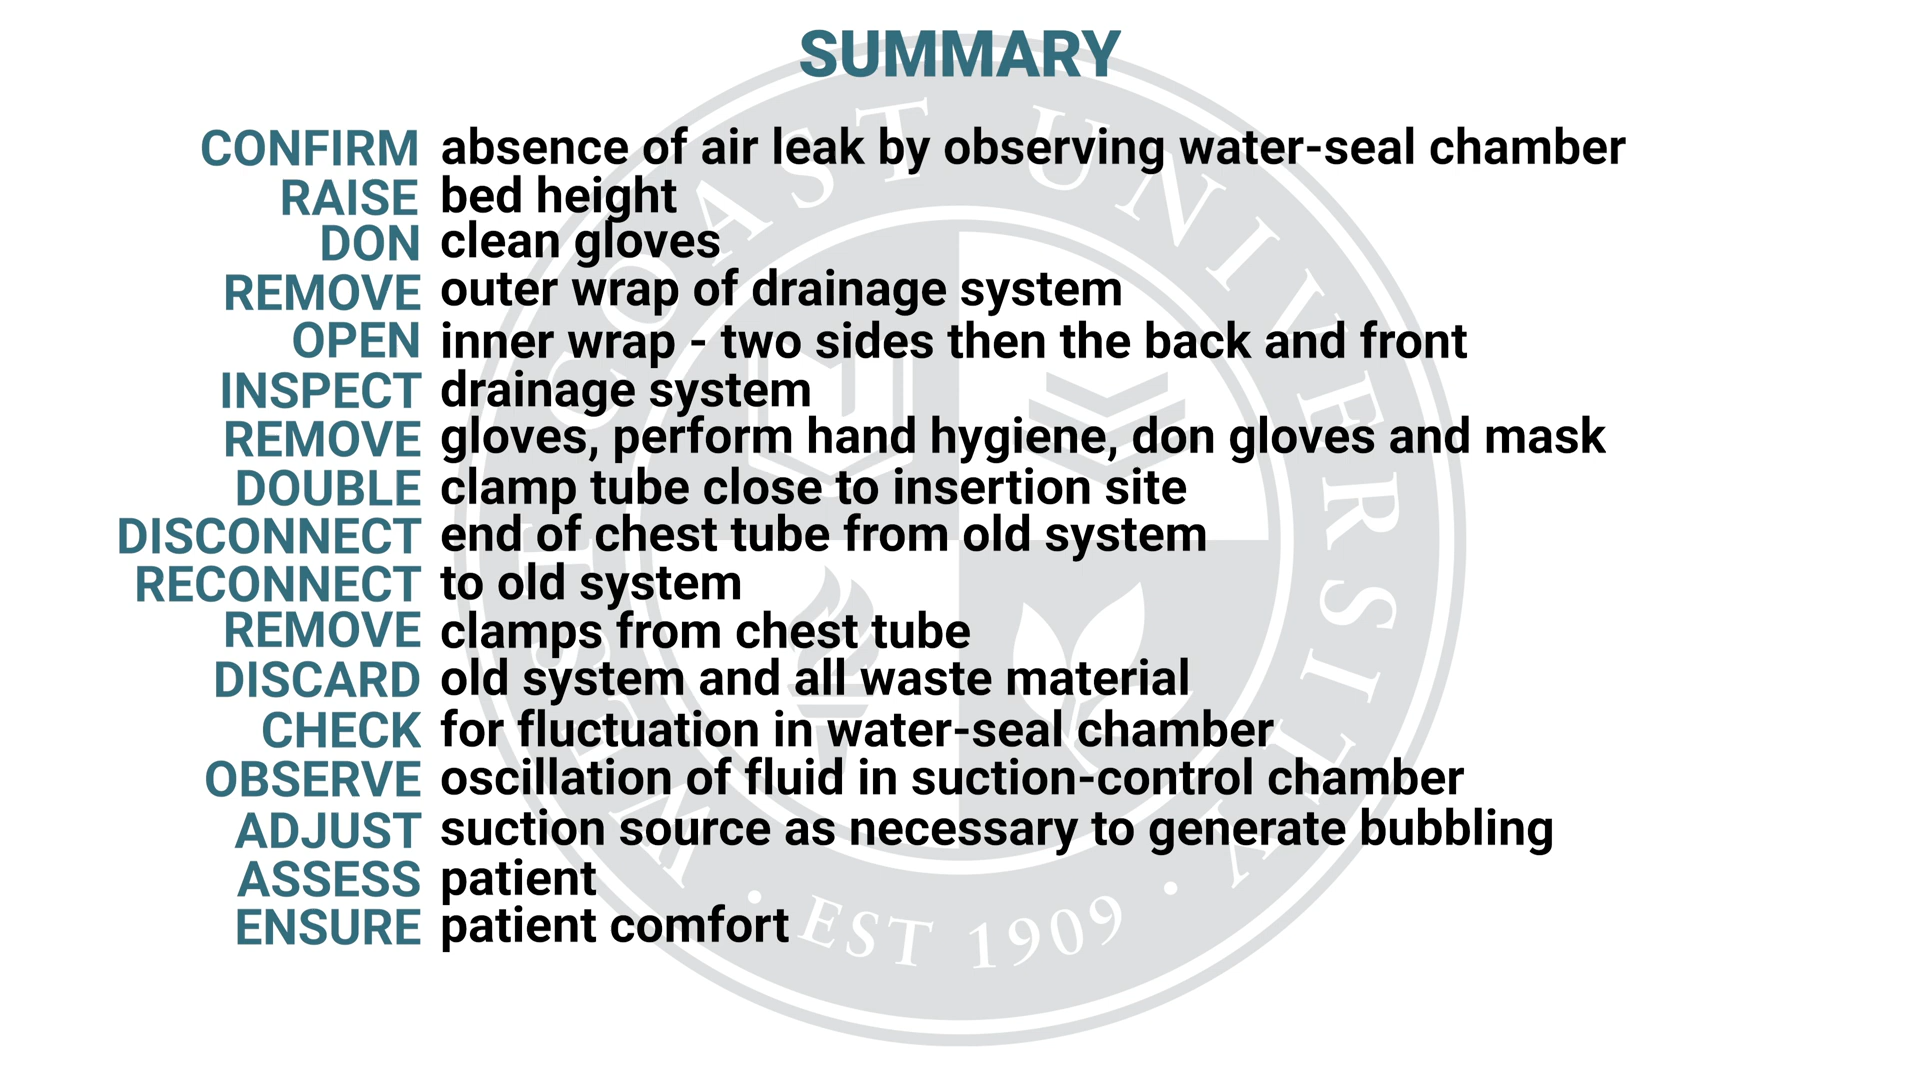 SUMMARY
CONFIRM absence of air leak by observing water-seal chamber
RAISE bed height
DON clean gloves
REMOVE outer wrap of drainage system
OPEN inner wrap - two sides then the back and front
INSPECT drainage system
REMOVE gloves, perform hand hygiene, don gloves and mask
DOUBLE clamp tube close to insertion site
DISCONNECT end of chest tube from old system
RECONNECT to old system
REMOVE clamps from chest tube
DISCARD old system and all waste material
CHECK for fluctuation in water-seal chamber
OBSERVE oscillation of fluid in suction-control chamber
ADJUST suction source as necessary to generate bubbling
ASSESS patient
ENSURE patient comfort
COAST UNIVERSITY
EST 1909